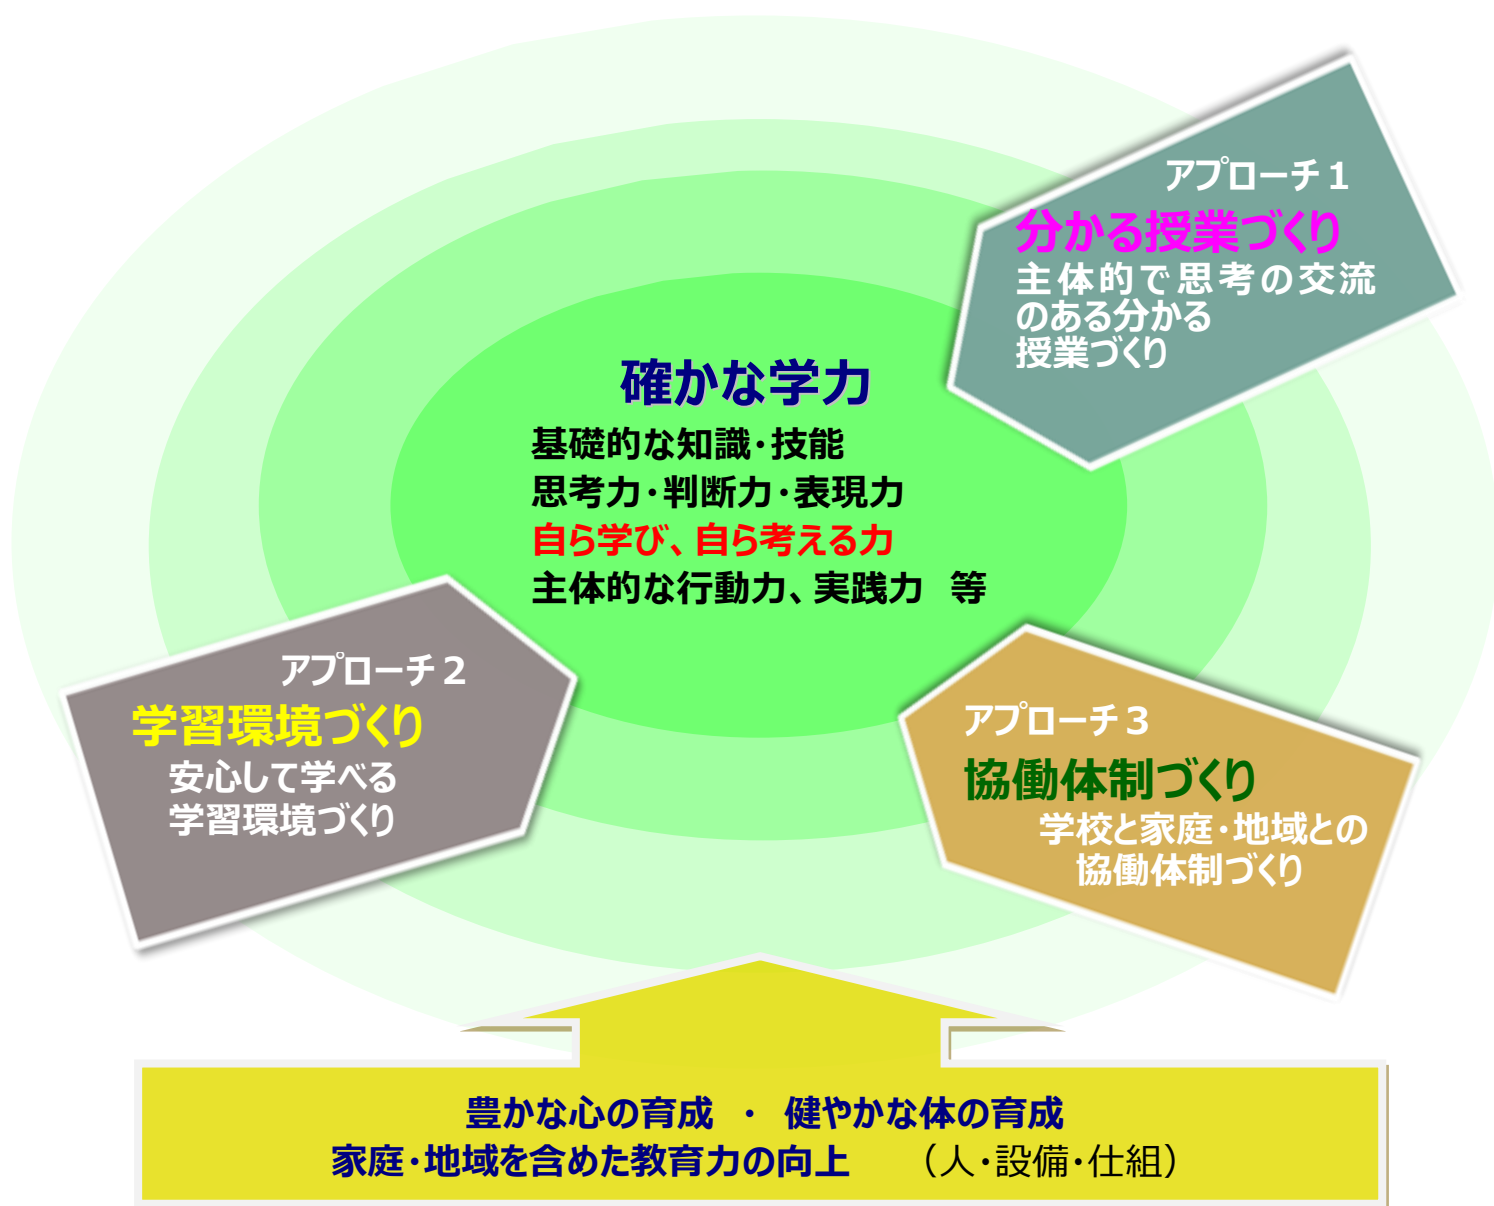 アプローチ１
分かる授業づくり
主体的で思考の交流
のある分かる
授業づくり
確かな学力
基礎的な知識・技能
思考力・判断力・表現力
自ら学び、自ら考える力
主体的な行動力、実践力　等
アプローチ２
学習環境づくり
安心して学べる
学習環境づくり
アプローチ３
協働体制づくり
学校と家庭・地域との
協働体制づくり
豊かな心の育成　・　健やかな体の育成
家庭・地域を含めた教育力の向上　　（人・設備・仕組）